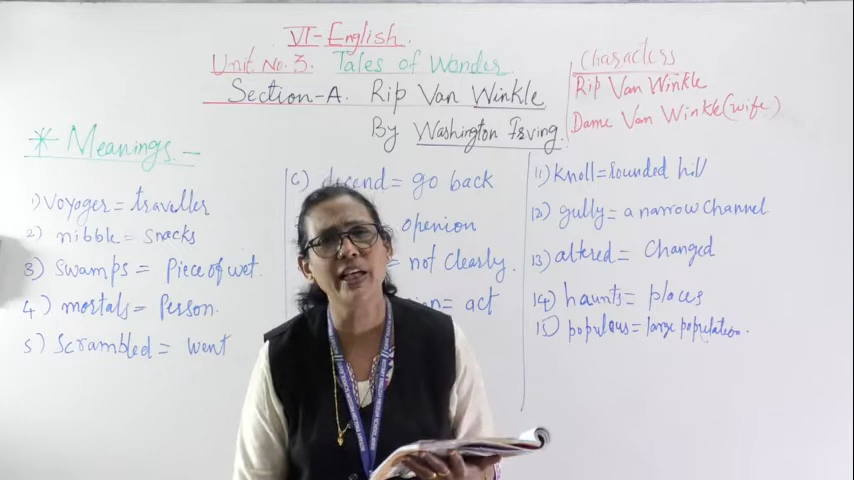 VI-English.
Unit No. 3. Tales of Wonder
Section-A. Rip Van Winkle
By Washington Irving.
Characters
Rip Van Winkle
Dame Van Winkle (wife)
* Meanings -
1) Voyoger = traveller
2) nibble = snacks
3) Swamps = Piece of wet.
4) mortals = Person.
5) Scrambled = went
6) decend = go back
openion
= not clearly.
= act
11) Knoll = rounded hill
12) gully = a narrow channel
13) altered = Changed
14) haunts = places
15) populous = large population.